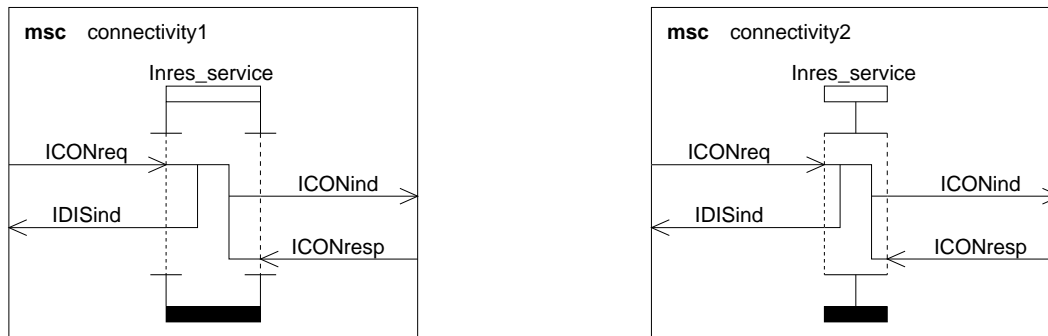 msc connectivity1
Inres_service
ICONreq
ICONind
IDISind
ICONresp
msc connectivity2
Inres_service
ICONreq
ICONind
IDISind
ICONresp